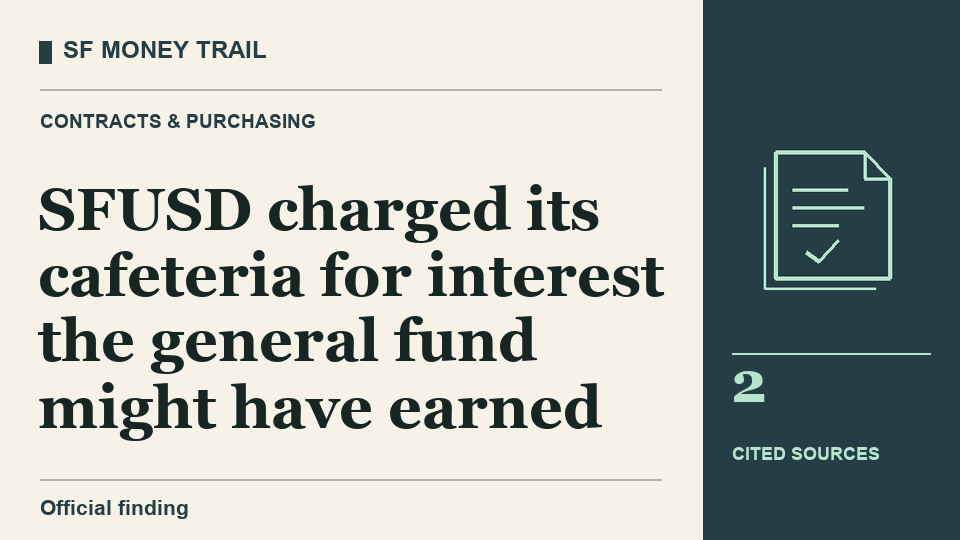 SF MONEY TRAIL
CONTRACTS & PURCHASING
SFUSD charged its
cafeteria for interest
the general fund
might have earned
Official finding
2
CITED SOURCES